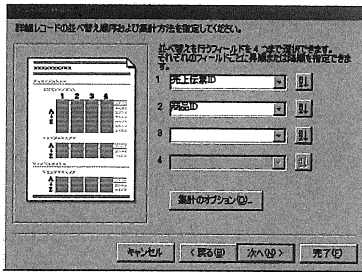 詳細レコードの並べ替え順序および集計方法を指定してください。
並べ替えを行うフィールドを4つまで選択できます。
それぞれのフィールドごとに昇順または降順を指定できま
す。
1 売上伝票ID
2 商品ID
3
4
集計のオプション(O)...
キャンセル
< 戻る(B)
次へ(N) >
完了(F)
1 2 3 4